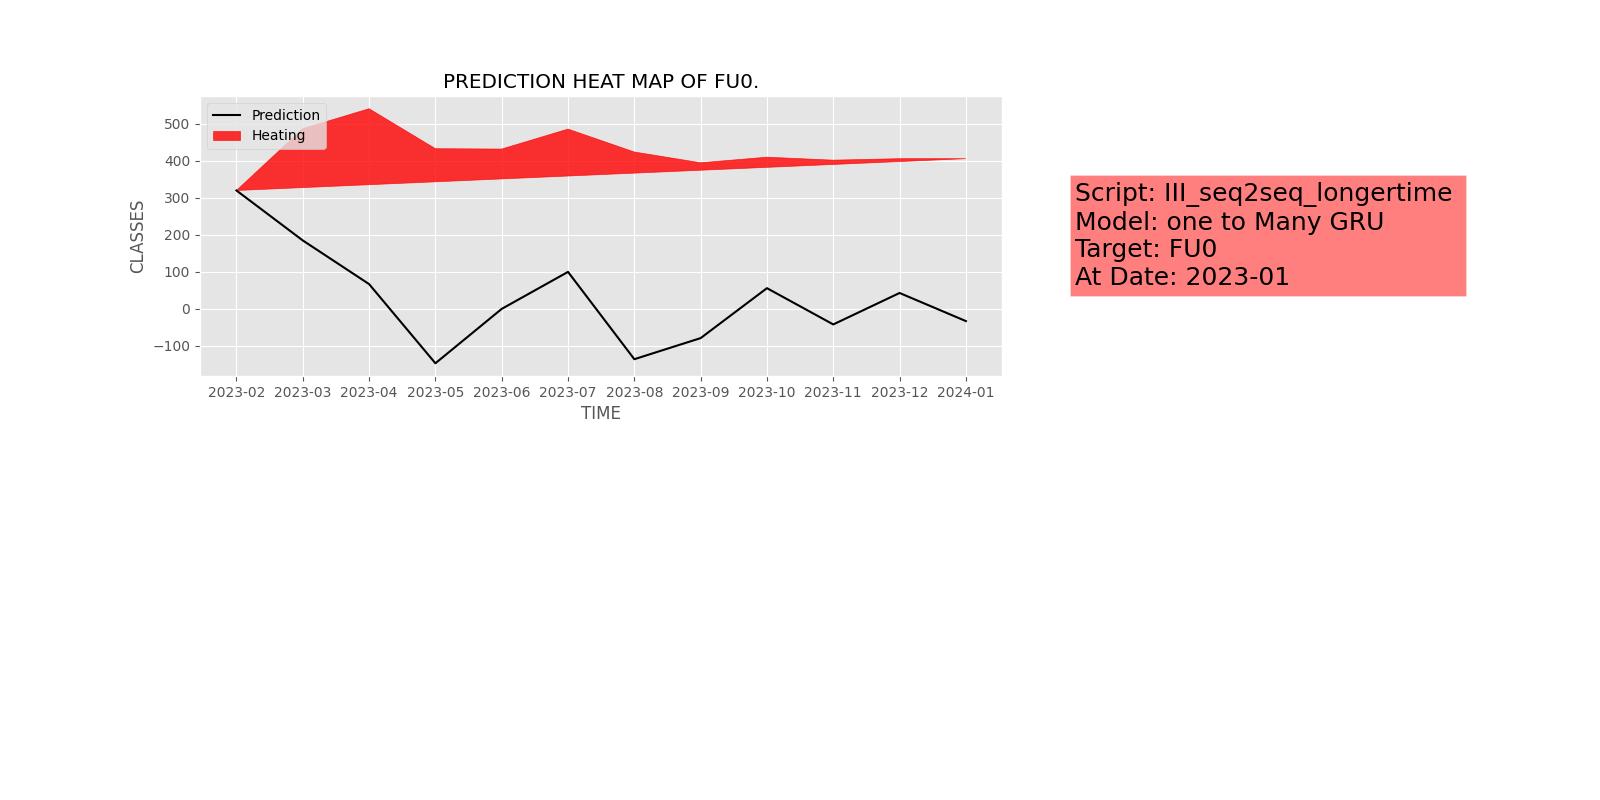 PREDICTION HEAT MAP OF FU0.
Prediction
Heating
500
400
300
200
100
0
−100
CLASSES
2023-02 2023-03 2023-04 2023-05 2023-06 2023-07 2023-08 2023-09 2023-10 2023-11 2023-12 2024-01
TIME
Script: III_seq2seq_longertime
Model: one to Many GRU
Target: FU0
At Date: 2023-01